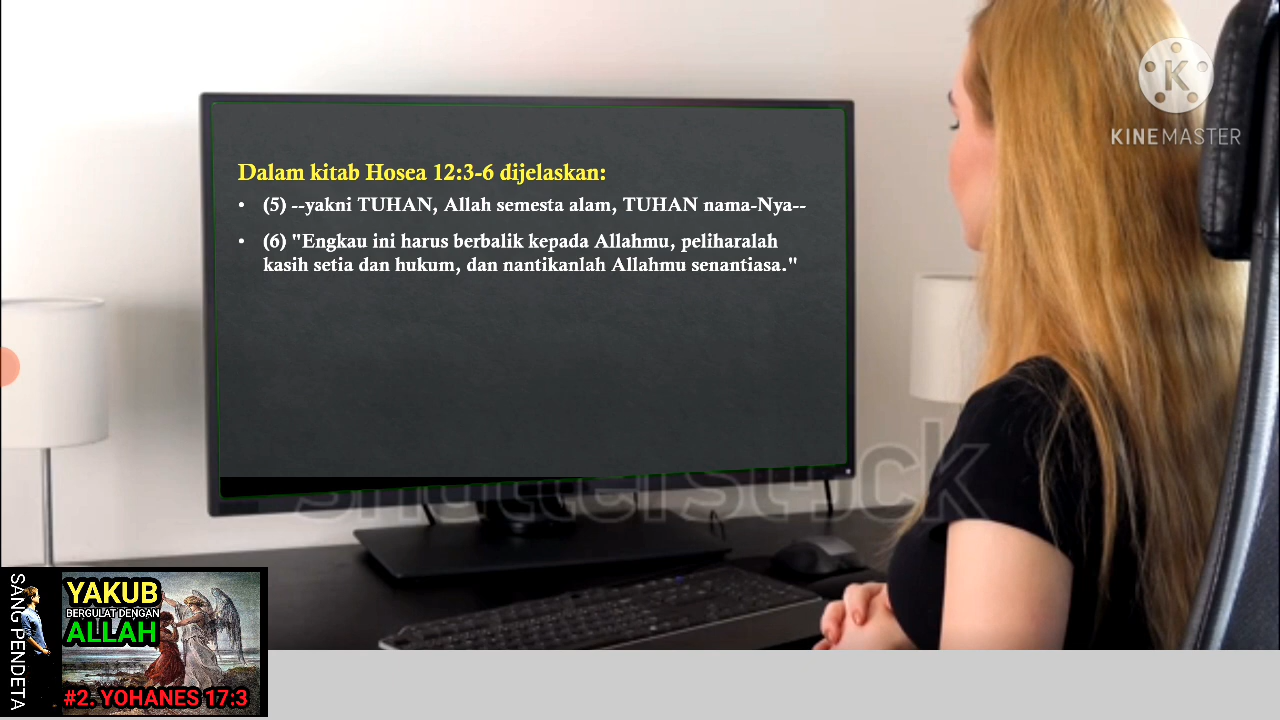 KINEMASTER
Dalam kitab Hosea 12:3-6 dijelaskan:
• (5) --yakni TUHAN, Allah semesta alam, TUHAN nama-Nya--
• (6) "Engkau ini harus berbalik kepada Allahmu, peliharalah
kasih setia dan hukum, dan nantikanlah Allahmu senantiasa."
shutterstock
SANG PENDETA
YAKUB
BERGULAT DENGAN
ALLAH
#2. YOHANES 17:3